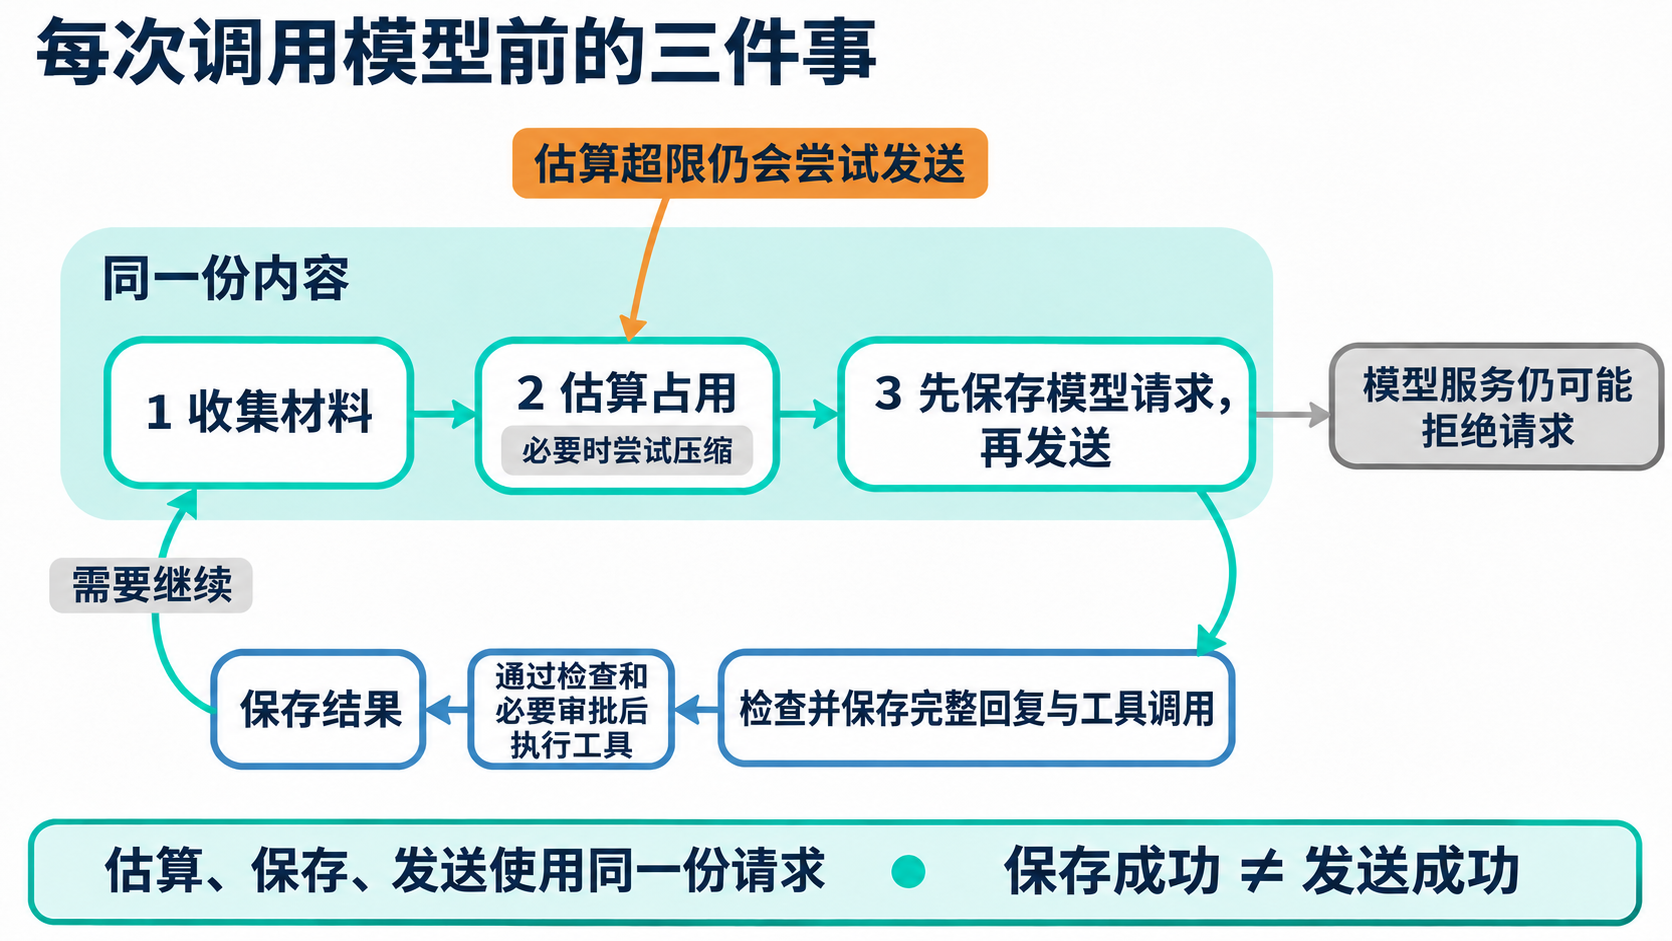 每次调用模型前的三件事
估算超限仍会尝试发送
同一份内容
1 收集材料
2 估算占用
必要时尝试压缩
3 先保存模型请求，
再发送
模型服务仍可能
拒绝请求
需要继续
保存结果
通过检查和
必要审批后
执行工具
检查并保存完整回复与工具调用
估算、保存、发送使用同一份请求 ● 保存成功 ≠ 发送成功